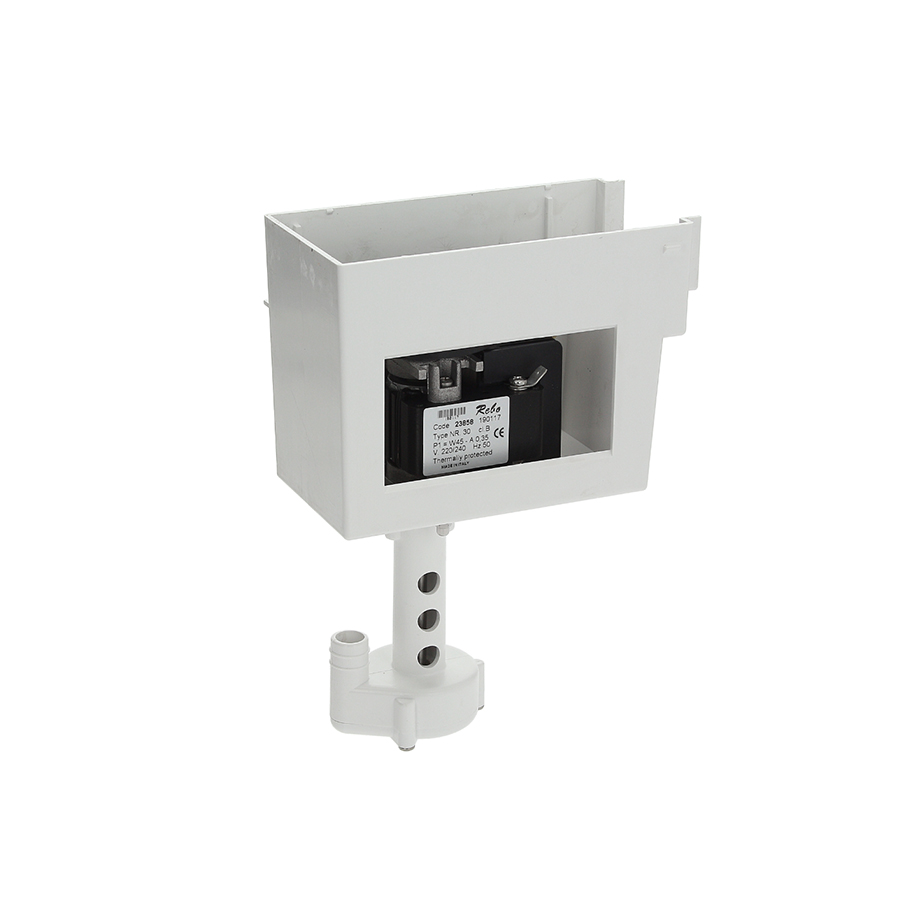 Rebo
Code 23858 190117
Type NR. 30 cl.B
P1 = W45 - A 0,35 CE
V. 220/240 Hz 50
Thermally protected
MADE IN ITALY